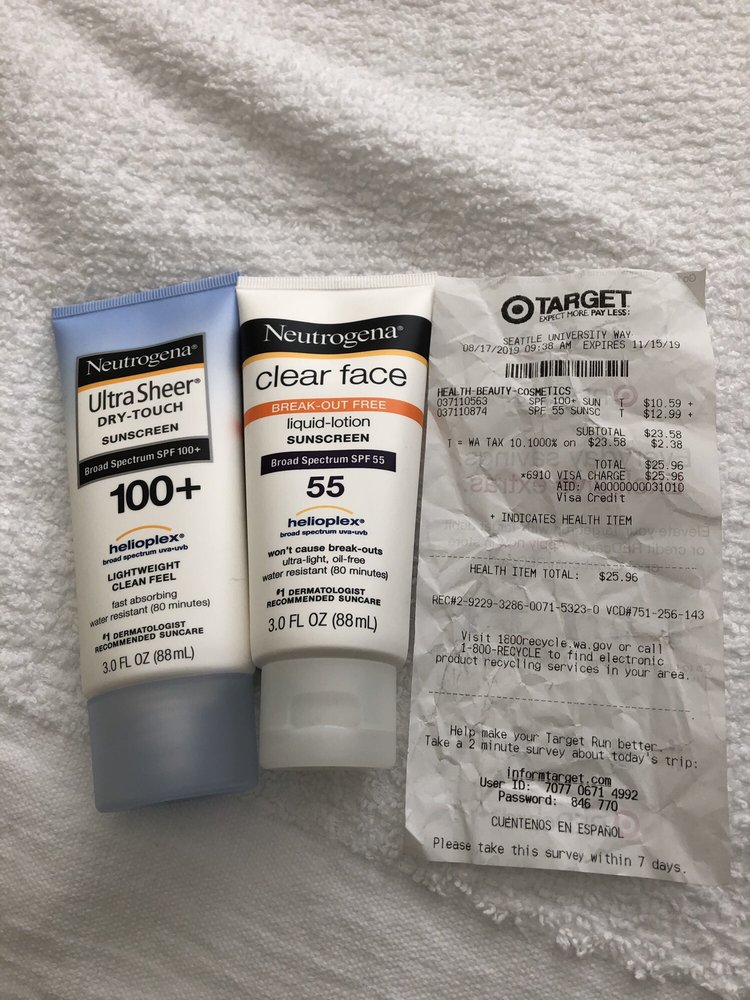 Neutrogena®
Ultra Sheer®
DRY-TOUCH
SUNSCREEN
Broad Spectrum SPF 100+
100+
helioplex®
broad spectrum uva•uvb
LIGHTWEIGHT
CLEAN FEEL
fast absorbing
water resistant (80 minutes)
#1 DERMATOLOGIST
RECOMMENDED SUNCARE
3.0 FL OZ (88mL)
Neutrogena®
clear face
BREAK-OUT FREE
liquid-lotion
SUNSCREEN
Broad Spectrum SPF 55
55
helioplex®
broad spectrum uva•uvb
won't cause break-outs
ultra-light, oil-free
water resistant (80 minutes)
#1 DERMATOLOGIST
RECOMMENDED SUNCARE
3.0 FL OZ (88mL)
TARGET
EXPECT MORE. PAY LESS.
SEATTLE UNIVERSITY WAY
08/17/2019 09:38 AM EXPIRES 11/15/19
HEALTH-BEAUTY-COSMETICS
037110563 SPF 100+ SUN T $10.59 +
037110874 SPF 55 SUNSC T $12.99 +
SUBTOTAL $23.58
T = WA TAX 10.1000% on $23.58 $2.38
TOTAL $25.96
*6910 VISA CHARGE $25.96
AID: A0000000031010
Visa Credit
+ INDICATES HEALTH ITEM
HEALTH ITEM TOTAL: $25.96
REC#2-9229-3286-0071-5323-0 VCD#751-256-143
Visit 1800recycle.wa.gov or call
1-800-RECYCLE to find electronic
product recycling services in your area.
Help make your Target Run better.
Take a 2 minute survey about today's trip:
informtarget.com
User ID: 7077 0671 4992
Password: 846 770
CUÉNTENOS EN ESPAÑOL
Please take this survey within 7 days.